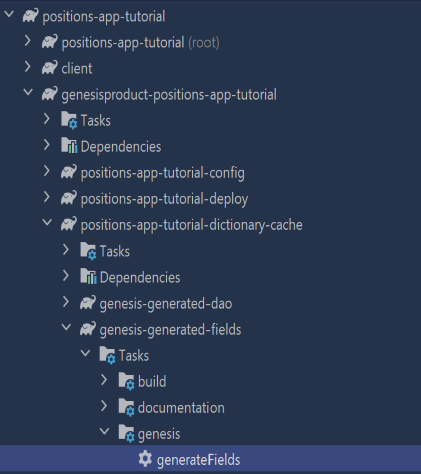 positions-app-tutorial
positions-app-tutorial (root)
client
genesisproduct-positions-app-tutorial
Tasks
Dependencies
positions-app-tutorial-config
positions-app-tutorial-deploy
positions-app-tutorial-dictionary-cache
Tasks
Dependencies
genesis-generated-dao
genesis-generated-fields
Tasks
build
documentation
genesis
generateFields